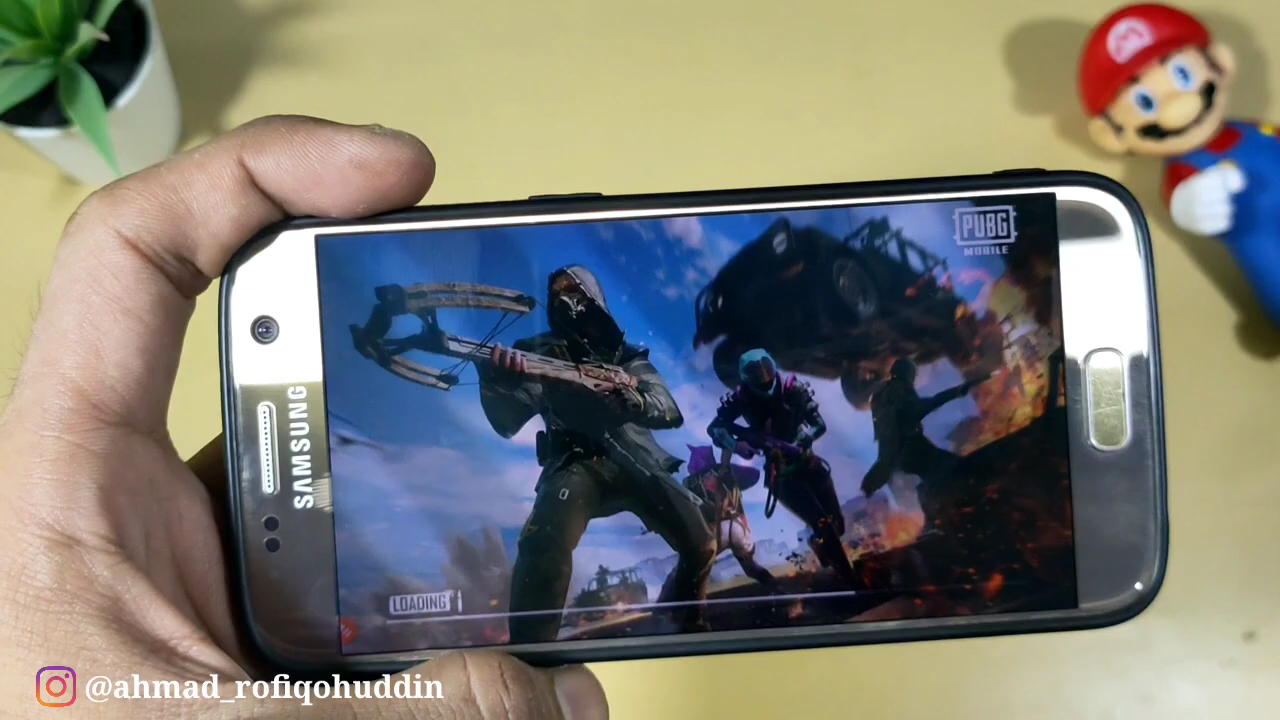 PUBG
MOBILE
SAMSUNG
LOADING
M
@ahmad_rofiqohuddin